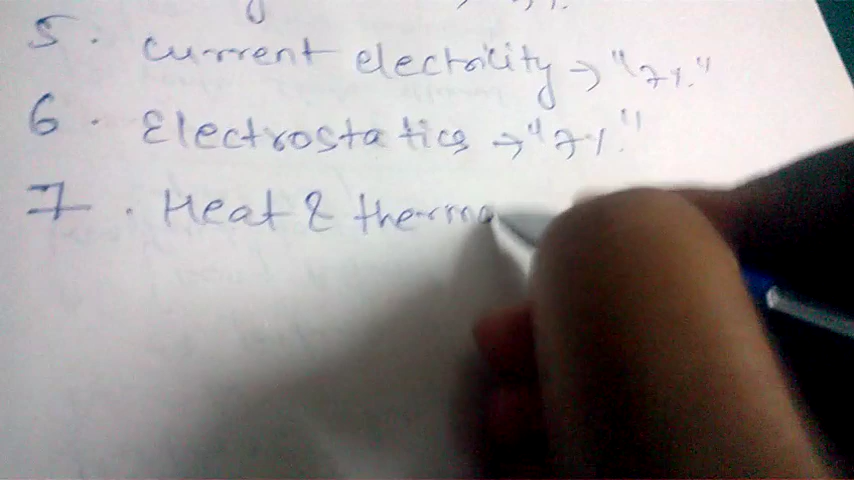 5. Current electricity → "7%."
6. Electrostatics → "7%."
7. Heat & thermo